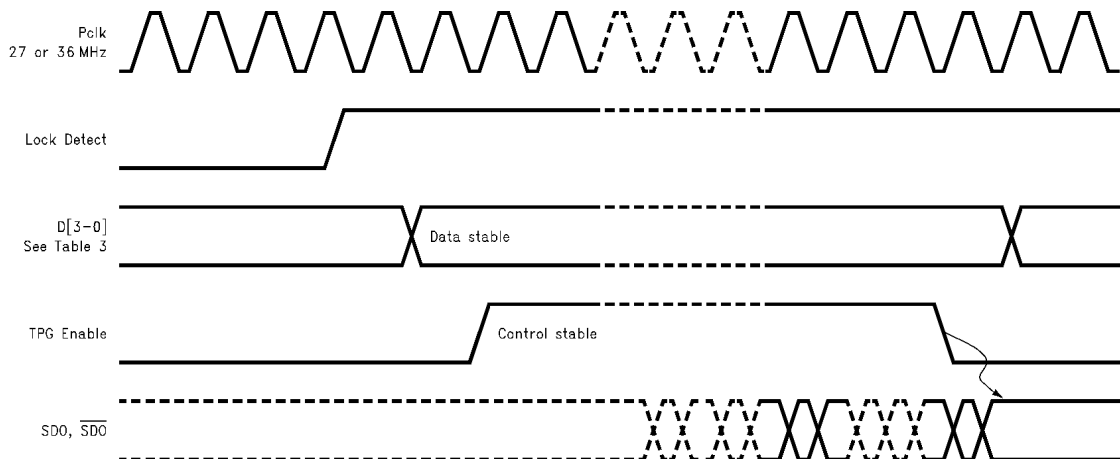 Pclk
27 or 36 MHz
Lock Detect
D[3-0]
See Table 3
Data stable
TPG Enable
Control stable
SDO, S̅D̅O̅